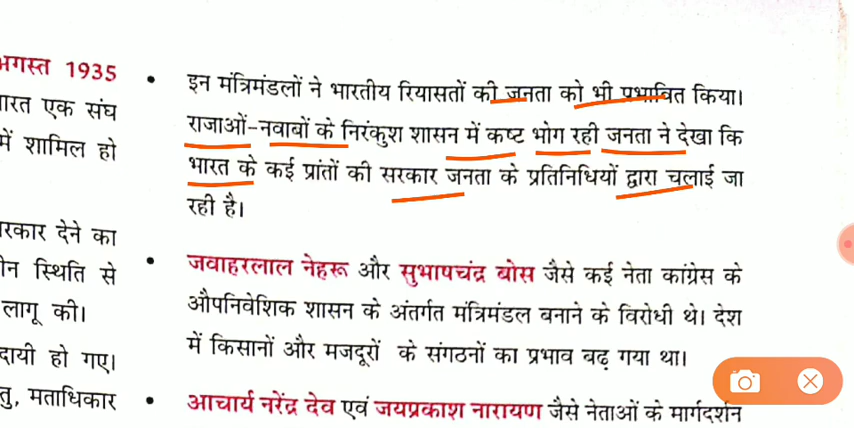 अगस्त 1935
भारत एक संघ
में शामिल हो
सरकार देने का
स्थिति से
लागू की।
दायी हो गए।
मताधिकार
• इन मंत्रिमंडलों ने भारतीय रियासतों की जनता को भी प्रभावित किया।
राजाओं-नवाबों के निरंकुश शासन में कष्ट भोग रही जनता ने देखा कि
भारत के कई प्रांतों की सरकार जनता के प्रतिनिधियों द्वारा चलाई जा
रही है।
• जवाहरलाल नेहरू और सुभाषचंद्र बोस जैसे कई नेता कांग्रेस के
औपनिवेशिक शासन के अंतर्गत मंत्रिमंडल बनाने के विरोधी थे। देश
में किसानों और मजदूरों के संगठनों का प्रभाव बढ़ गया था।
• आचार्य नरेंद्र देव एवं जयप्रकाश नारायण जैसे नेताओं के मार्गदर्शन